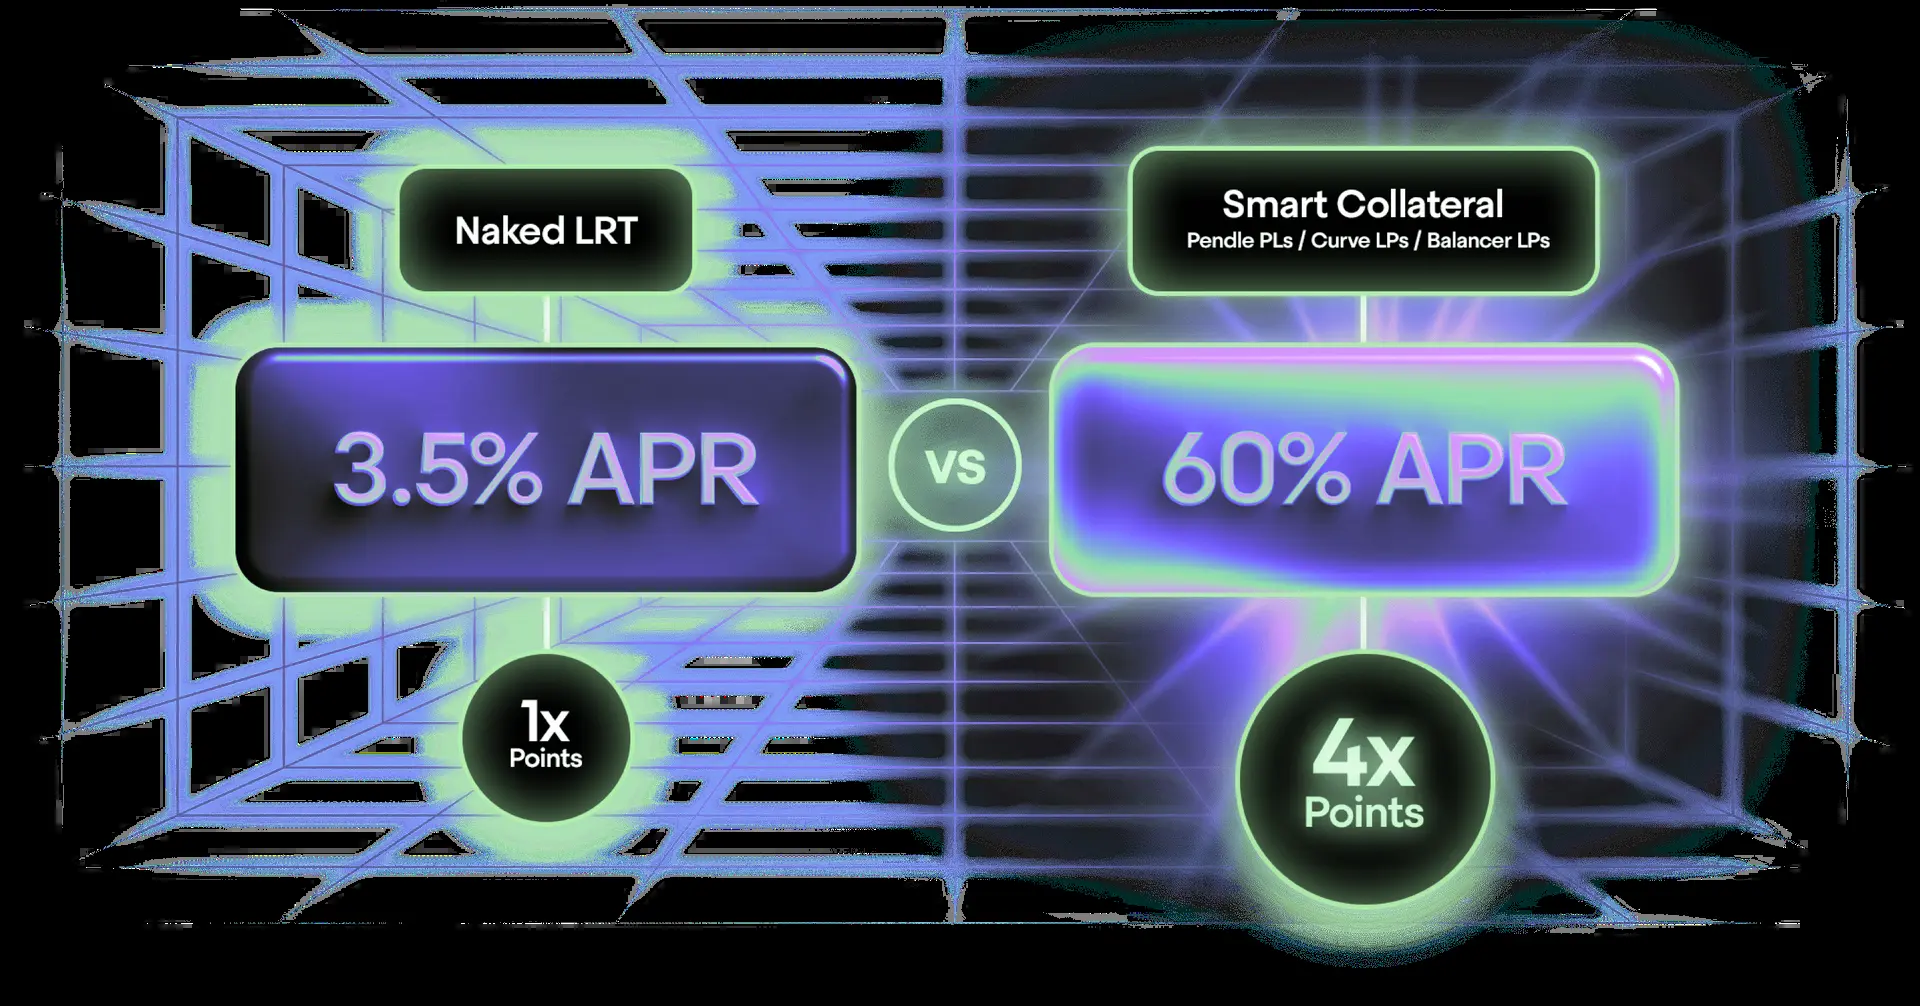 Naked LRT
3.5% APR
1x
Points
vs
Smart Collateral
Pendle PLs / Curve LPs / Balancer LPs
60% APR
4x
Points